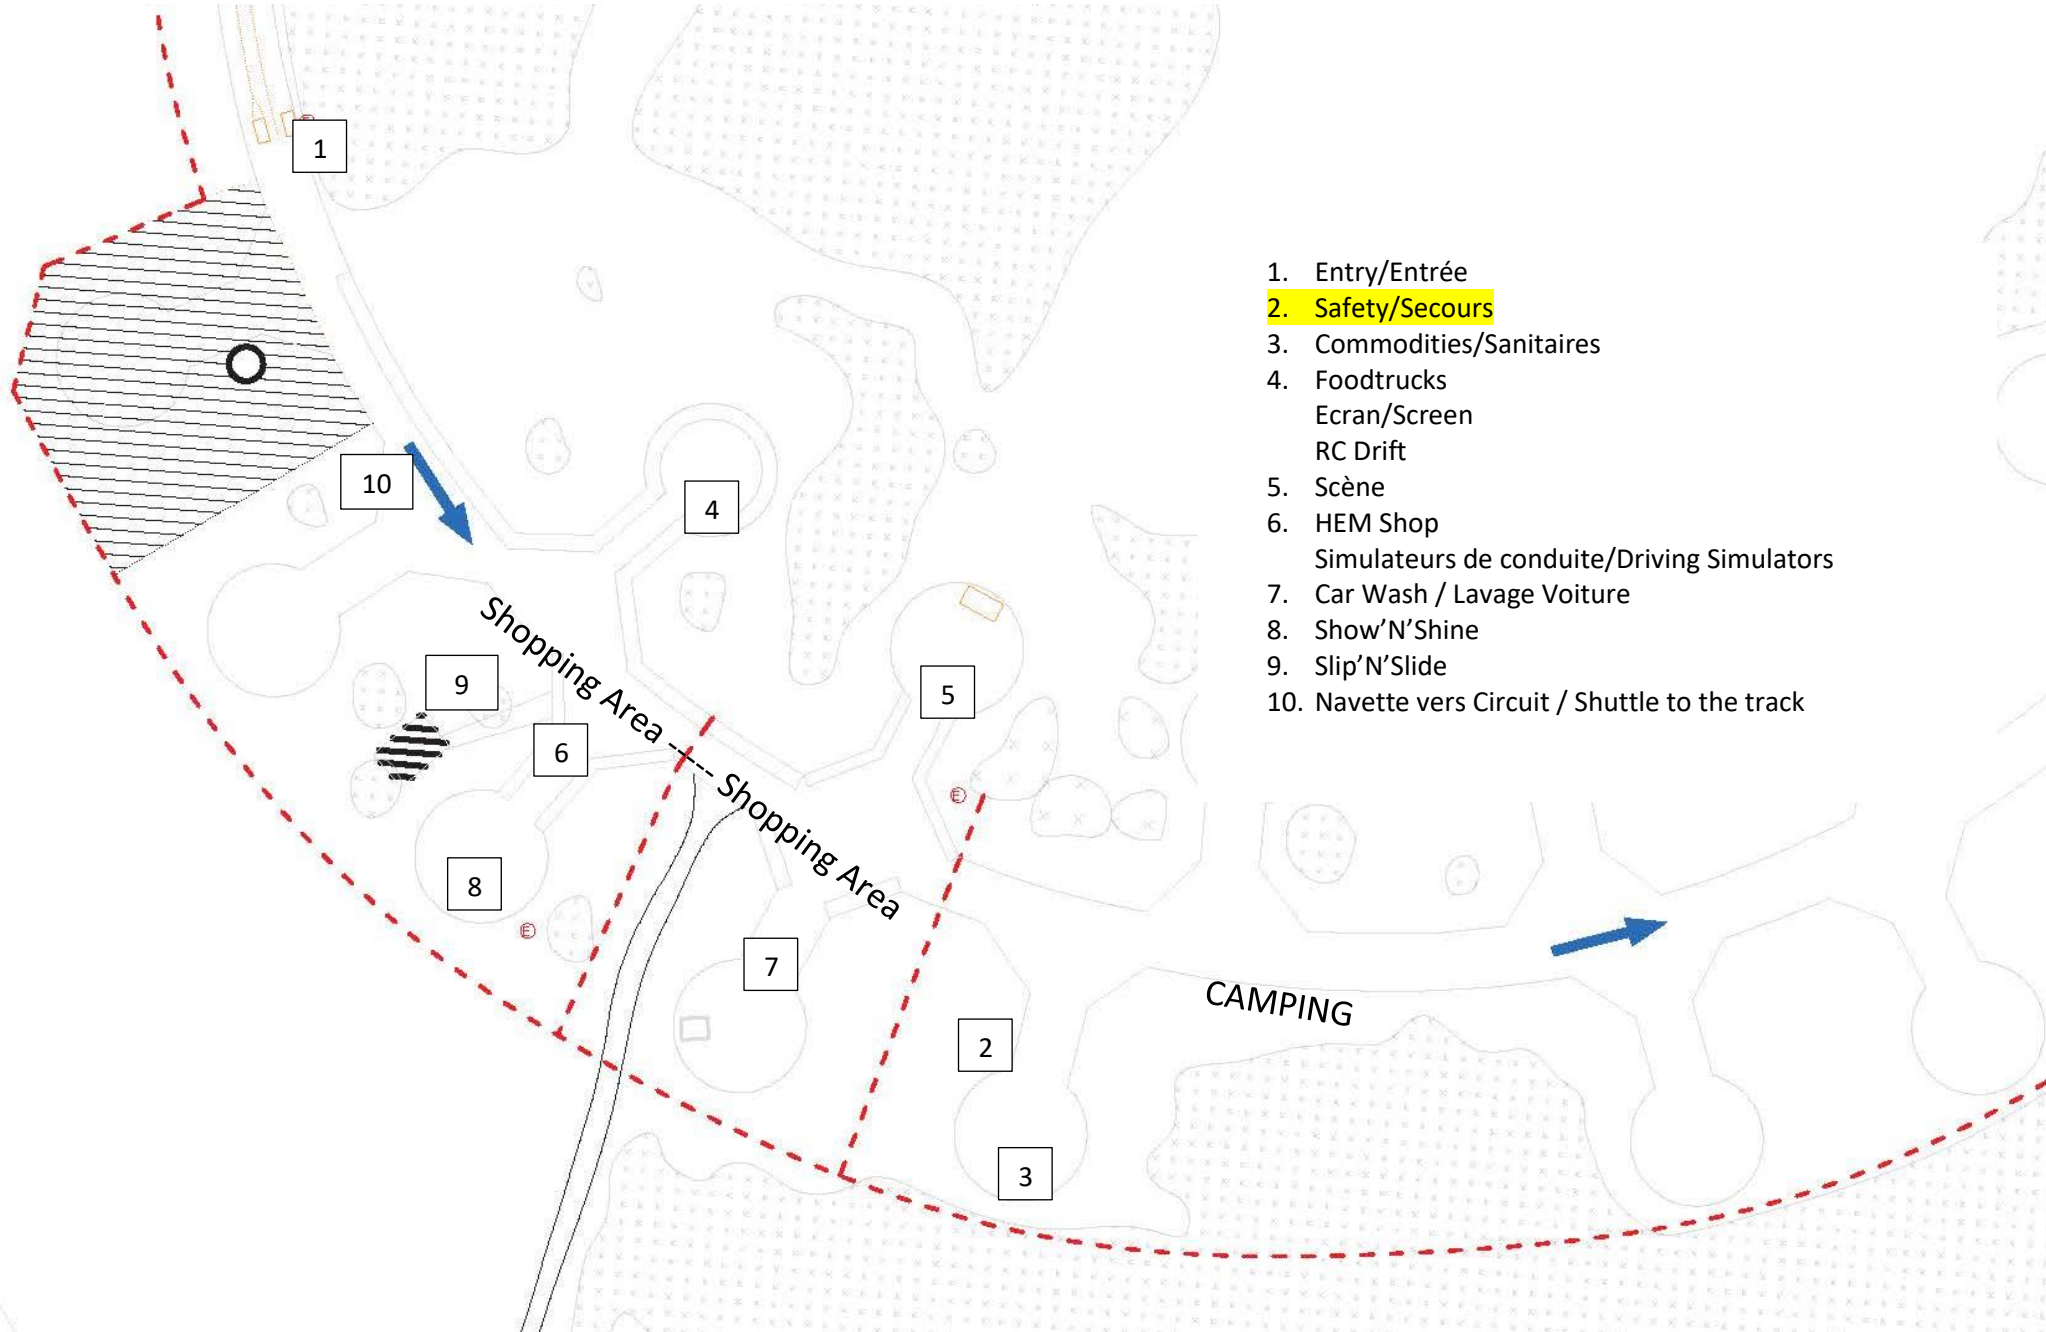 1
1. Entry/Entrée
2. Safety/Secours
3. Commodities/Sanitaires
4. Foodtrucks
Ecran/Screen
RC Drift
5. Scène
6. HEM Shop
Simulateurs de conduite/Driving Simulators
7. Car Wash / Lavage Voiture
8. Show’N’Shine
9. Slip’N’Slide
10. Navette vers Circuit / Shuttle to the track
10
4
Shopping Area ---- Shopping Area
9
5
6
E
8
E
7
CAMPING
2
3